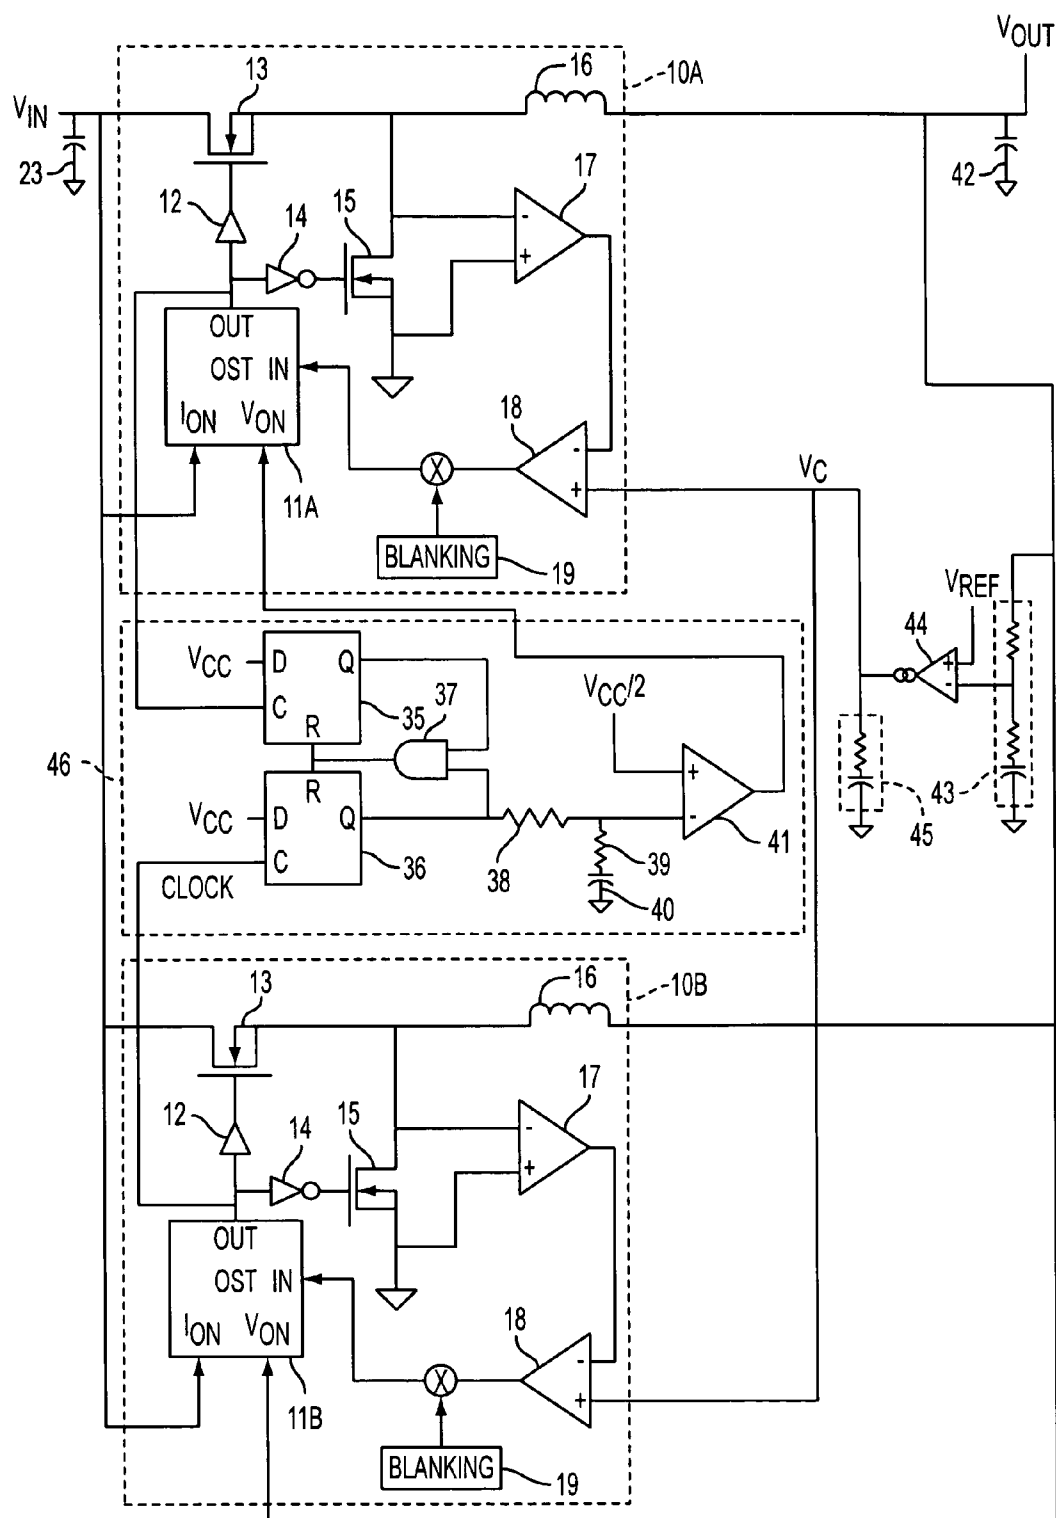 VOUT
16
10A
13
VIN
23
42
17
12
14
15
-
+
OUT
OST IN
ION VON
18
-
+
X
VC
11A
BLANKING
19
VREF
44
+
-
VCC
D Q
C
R
35
37
VCC/2
46
+
-
R
VCC
D Q
C
36
38
39
41
45
43
CLOCK
40
16
10B
13
17
12
14
15
-
+
OUT
OST IN
ION VON
18
-
+
X
11B
BLANKING
19